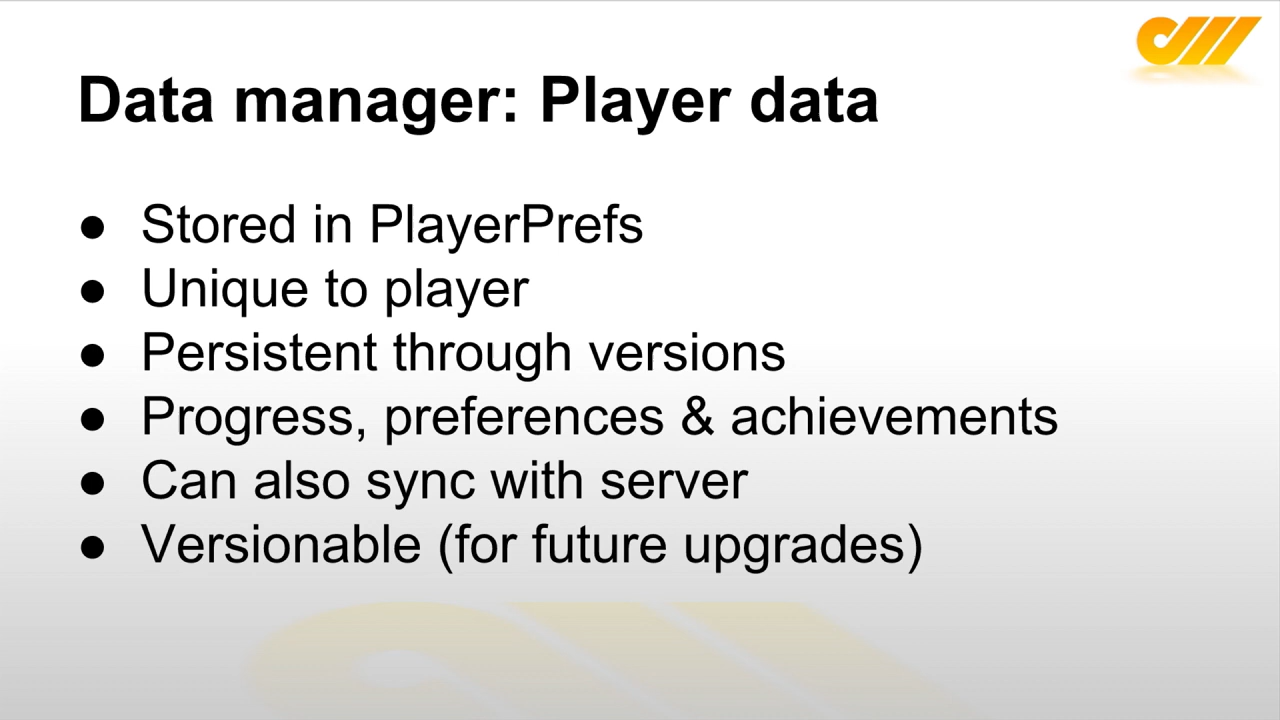 Data manager: Player data
● Stored in PlayerPrefs
● Unique to player
● Persistent through versions
● Progress, preferences & achievements
● Can also sync with server
● Versionable (for future upgrades)